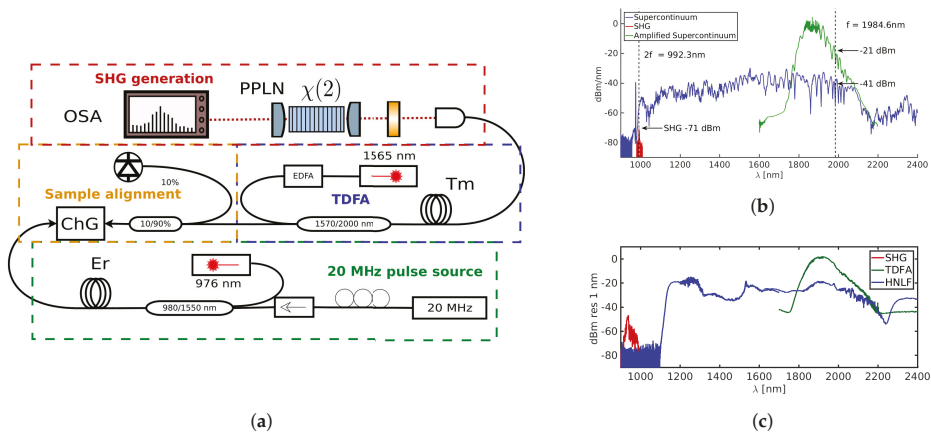 SHG generation
OSA
PPLN
χ(2)
1565 nm
10%
EDFA
Tm
Sample alignment
TDFA
ChG
10/90%
1570/2000 nm
Er
976 nm
20 MHz pulse source
980/1550 nm
20 MHz
(a)
Supercontinuum
SHG
Amplified Supercontinuum
f = 1984.6nm
2f = 992.3nm
-21 dBm
-41 dBm
SHG -71 dBm
dBm/nm
0
-20
-40
-60
-80
1000 1200 1400 1600 1800 2000 2200 2400
λ [nm]
(b)
SHG
TDFA
HNLF
dBm res 1 nm
0
-20
-40
-60
-80
1000 1200 1400 1600 1800 2000 2200 2400
λ [nm]
(c)